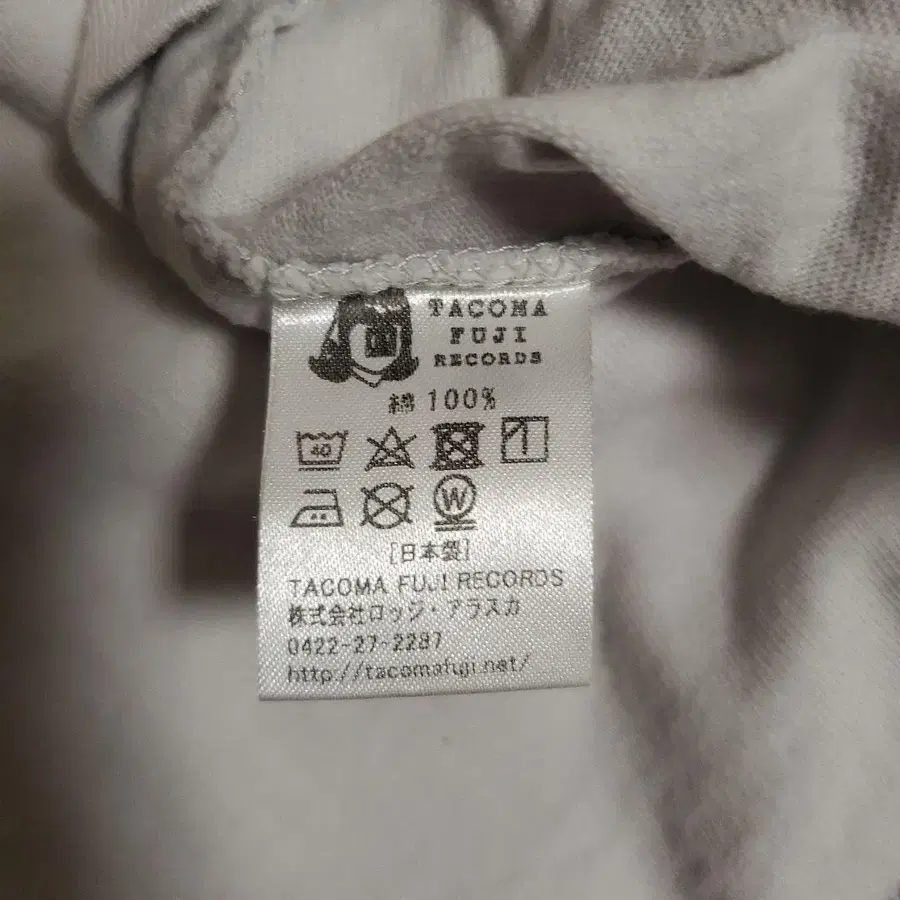 TACOMA
FUJI
RECORDS
綿 100%
40
W
[日本製]
TACOMA FUJI RECORDS
株式会社ロッジ・アラスカ
0422-27-2287
http://tacomafuji.net/